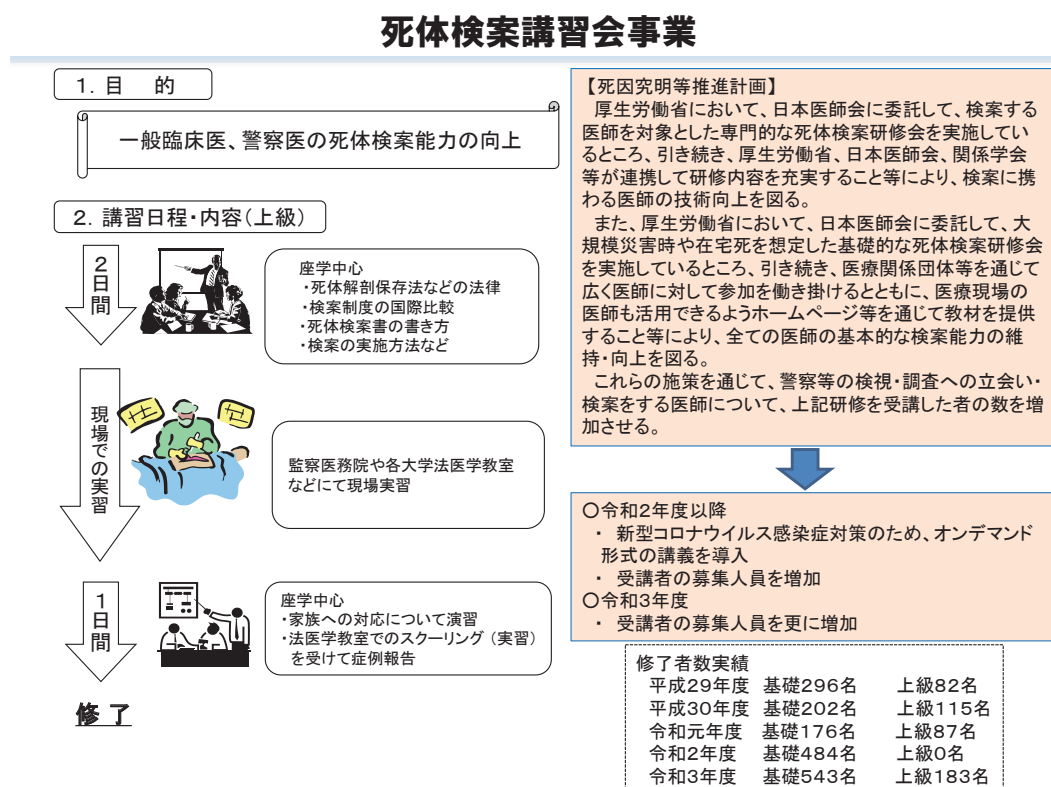 死体検案講習会事業
1．目　的
一般臨床医、警察医の死体検案能力の向上
2．講習日程・内容（上級）
2日間
座学中心
・死体解剖保存法などの法律
・検案制度の国際比較
・死体検案書の書き方
・検案の実施方法など
現場での実習
監察医務院や各大学法医学教室
などにて現場実習
1日間
座学中心
・家族への対応について演習
・法医学教室でのスクーリング（実習）
を受けて症例報告
修了
【死因究明等推進計画】
厚生労働省において、日本医師会に委託して、検案する
医師を対象とした専門的な死体検案研修会を実施してい
るところ、引き続き、厚生労働省、日本医師会、関係学会
等が連携して研修内容を充実すること等により、検案に携
わる医師の技術向上を図る。
また、厚生労働省において、日本医師会に委託して、大
規模災害時や在宅死を想定した基礎的な死体検案研修会
を実施しているところ、引き続き、医療関係団体等を通じて
広く医師に対して参加を働き掛けるとともに、医療現場の
医師も活用できるようホームページ等を通じて教材を提供
すること等により、全ての医師の基本的な検案能力の維
持・向上を図る。
これらの施策を通じて、警察等の検視・調査への立会い・
検案をする医師について、上記研修を受講した者の数を増
加させる。
〇令和2年度以降
・　新型コロナウイルス感染症対策のため、オンデマンド
形式の講義を導入
・　受講者の募集人員を増加
〇令和3年度
・　受講者の募集人員を更に増加
修了者数実績
平成29年度　基礎296名　上級82名
平成30年度　基礎202名　上級115名
令和元年度　基礎176名　上級87名
令和2年度　基礎484名　上級0名
令和3年度　基礎543名　上級183名